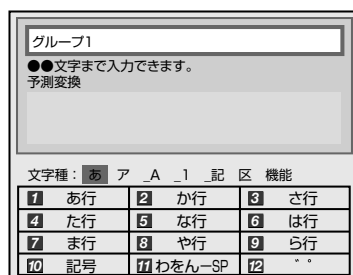 グループ1
●●文字まで入力できます。
予測変換
文字種： あ ア _A _1 _記 区 機能
1 あ行 2 か行 3 さ行
4 た行 5 な行 6 は行
7 ま行 8 や行 9 ら行
10 記号 11 わをんーSP 12 ゛゜